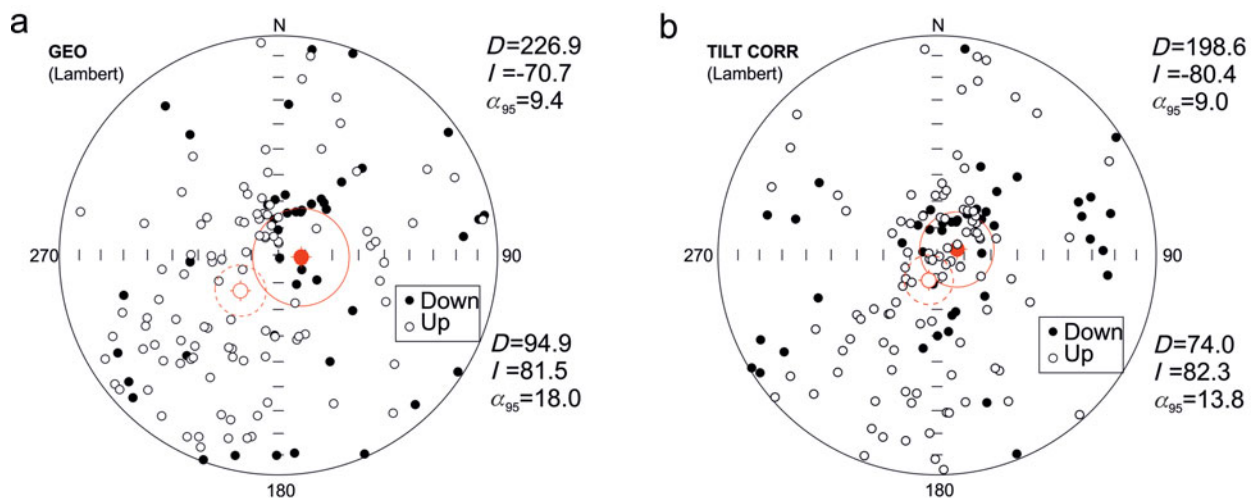 a
GEO
(Lambert)
N
D=226.9
I =-70.7
α95=9.4
270
90
Down
Up
D=94.9
I =81.5
α95=18.0
180
b
TILT CORR
(Lambert)
N
D=198.6
I =-80.4
α95=9.0
270
90
Down
Up
D=74.0
I =82.3
α95=13.8
180